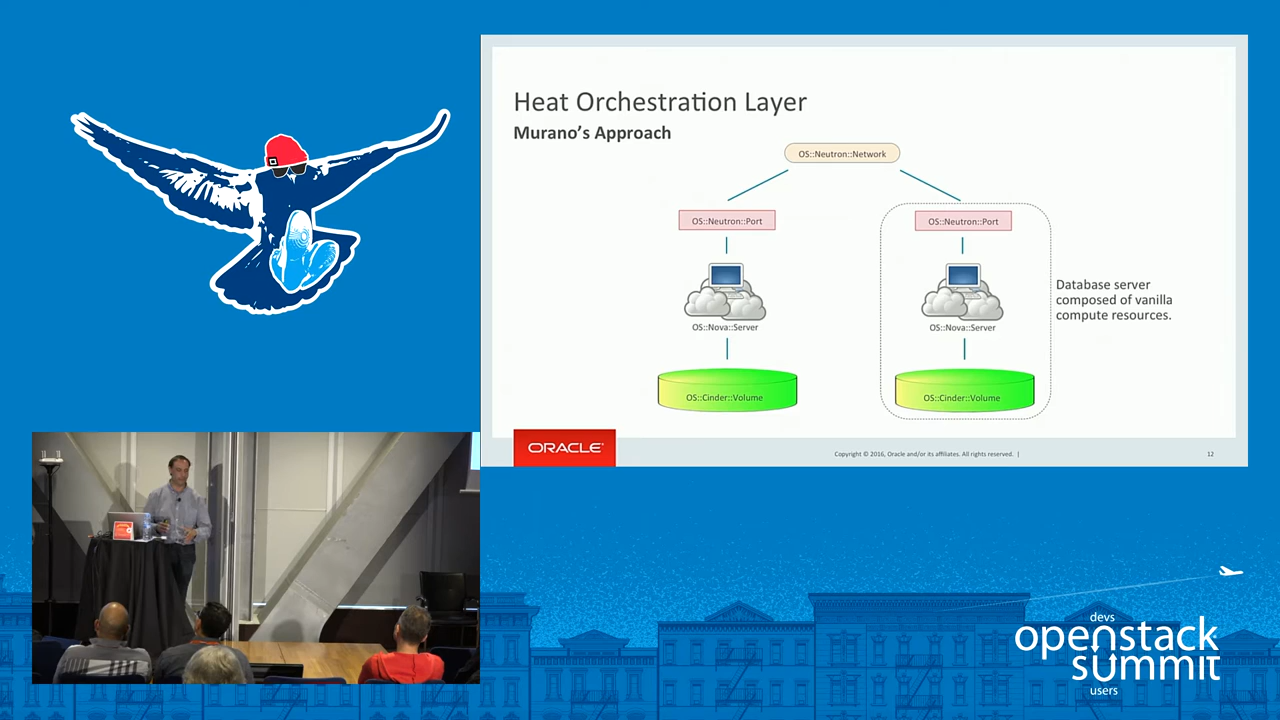 Heat Orchestration Layer
Murano's Approach
OS::Neutron::Network
OS::Neutron::Port
OS::Neutron::Port
OS::Nova::Server
OS::Nova::Server
Database server
composed of vanilla
compute resources.
OS::Cinder::Volume
OS::Cinder::Volume
ORACLE
Copyright © 2016, Oracle and/or its affiliates. All rights reserved. |
12
devs
openstack
summit
users